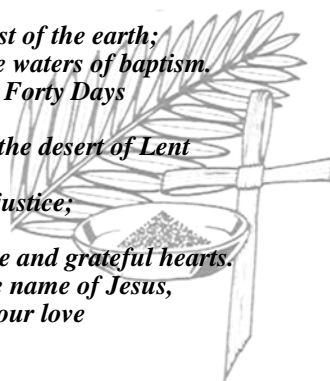 st of the earth;
e waters of baptism.
Forty Days
the desert of Lent
justice;
e and grateful hearts.
e name of Jesus,
our love